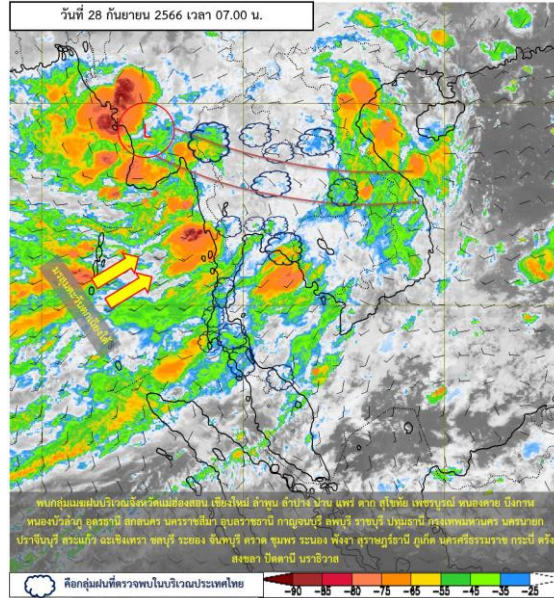 วันที่ 28 กันยายน 2566 เวลา 07.00 น.
L
มรสุมตะวันตกเฉียงใต้
พบกลุ่มเมฆฝนบริเวณจังหวัดแม่ฮ่องสอน เชียงใหม่ ลำพูน ลำปาง น่าน แพร่ ตาก สุโขทัย เพชรบูรณ์ หนองคาย บึงกาฬ
หนองบัวลำภู อุดรธานี สกลนคร นครราชสีมา อุบลราชธานี กาญจนบุรี ลพบุรี ราชบุรี ปทุมธานี กรุงเทพมหานคร นครนายก
ปราจีนบุรี สระแก้ว ฉะเชิงเทรา ชลบุรี ระยอง จันทบุรี ตราด ชุมพร ระนอง พังงา สุราษฎร์ธานี ภูเก็ต นครศรีธรรมราช กระบี่ ตรัง
สงขลา ปัตตานี นราธิวาส
คือกลุ่มฝนที่ตรวจพบในบริเวณประเทศไทย
-90 -85 -75 -65 -55 -45 -35 -25